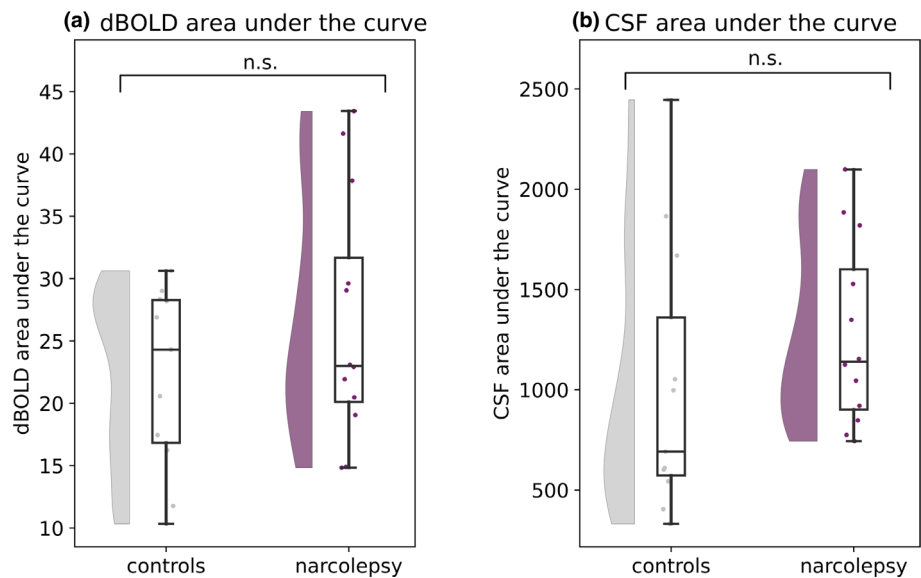 (a) dBOLD area under the curve
n.s.
45
40
35
30
25
20
15
10
dBOLD area under the curve
controls narcolepsy
(b) CSF area under the curve
n.s.
2500
2000
1500
1000
500
CSF area under the curve
controls narcolepsy